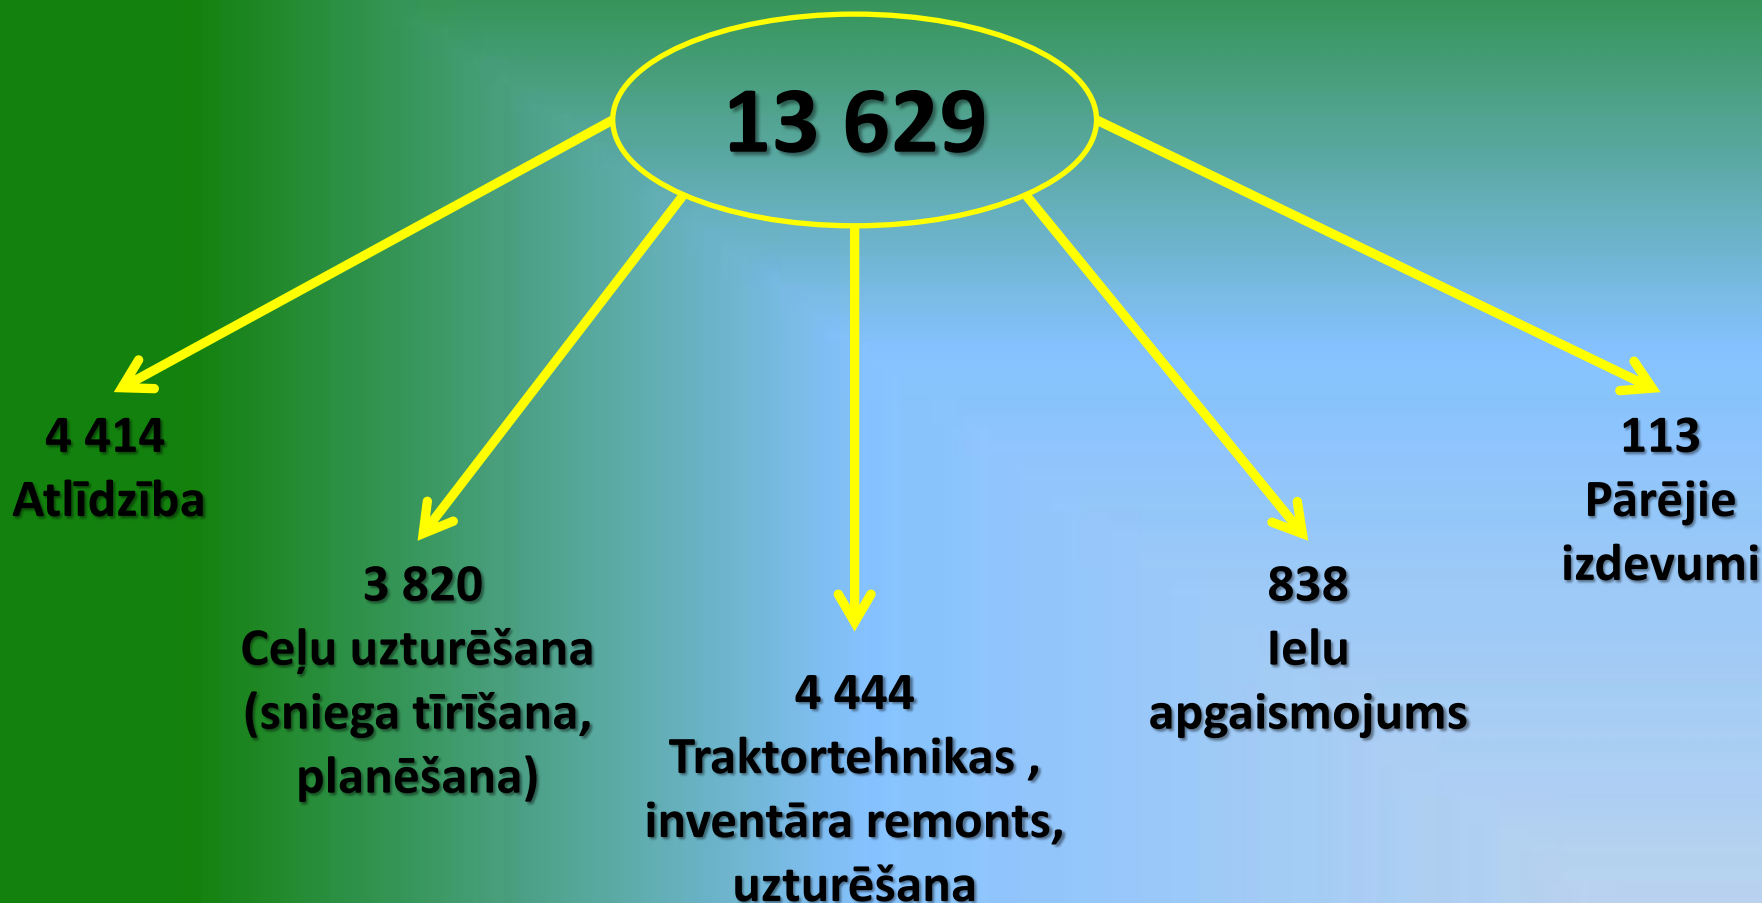 13 629
4 414
Atlīdzība
3 820
Ceļu uzturēšana
(sniega tīrīšana,
planēšana)
4 444
Traktortehnikas ,
inventāra remonts,
uzturēšana
838
Ielu
apgaismojums
113
Pārējie
izdevumi